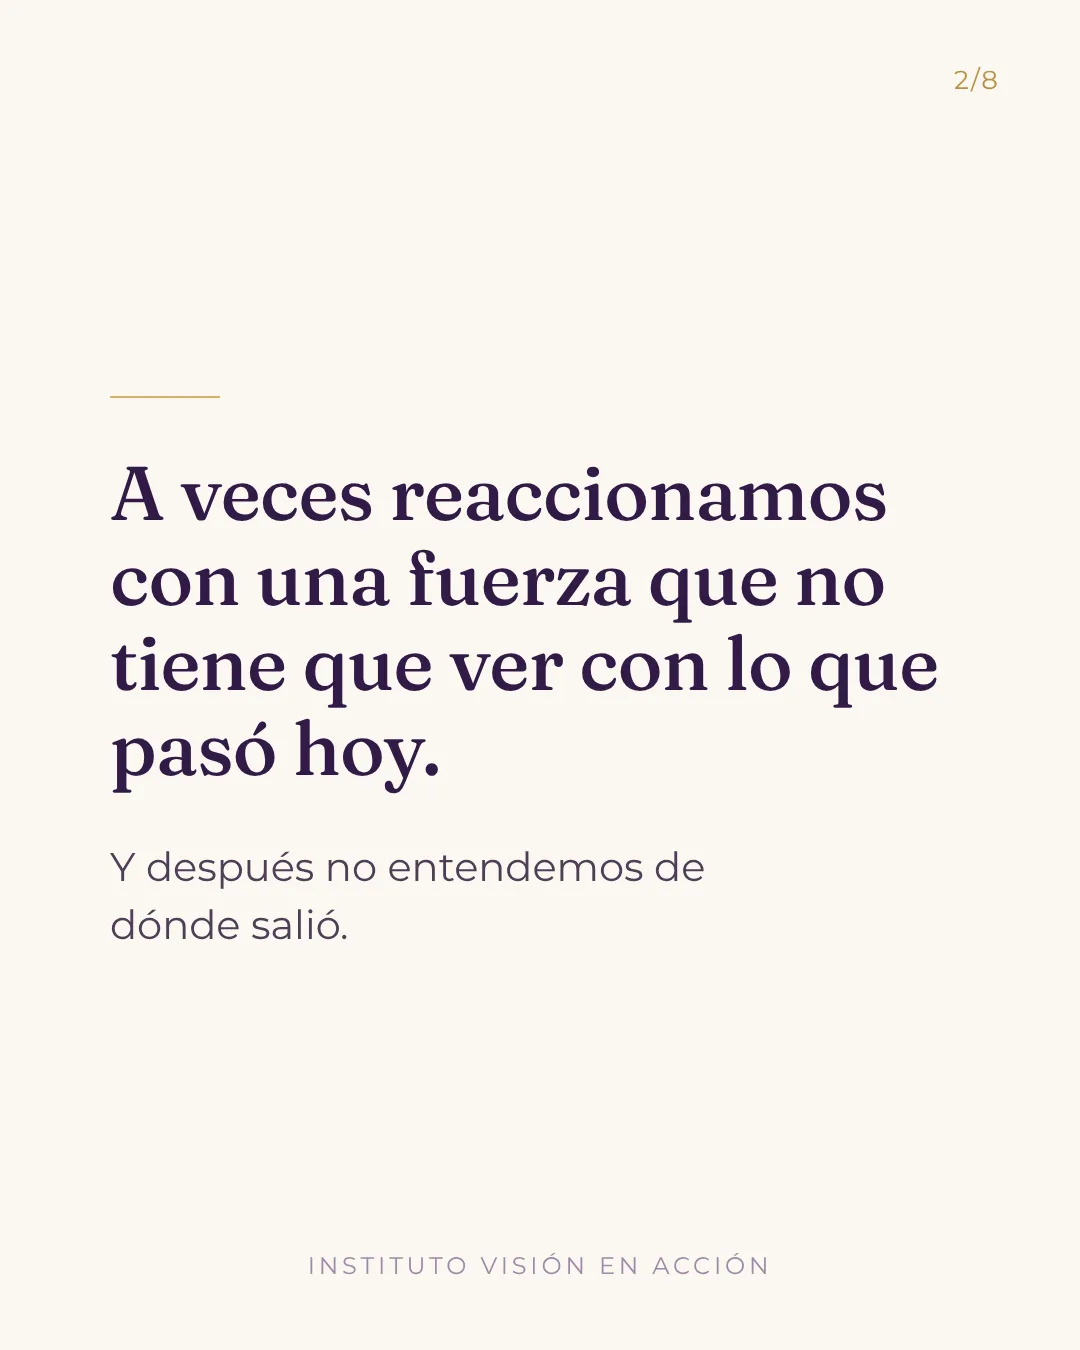 2/8
A veces reaccionamos
con una fuerza que no
tiene que ver con lo que
pasó hoy.
Y después no entendemos de
dónde salió.
INSTITUTO VISIÓN EN ACCIÓN